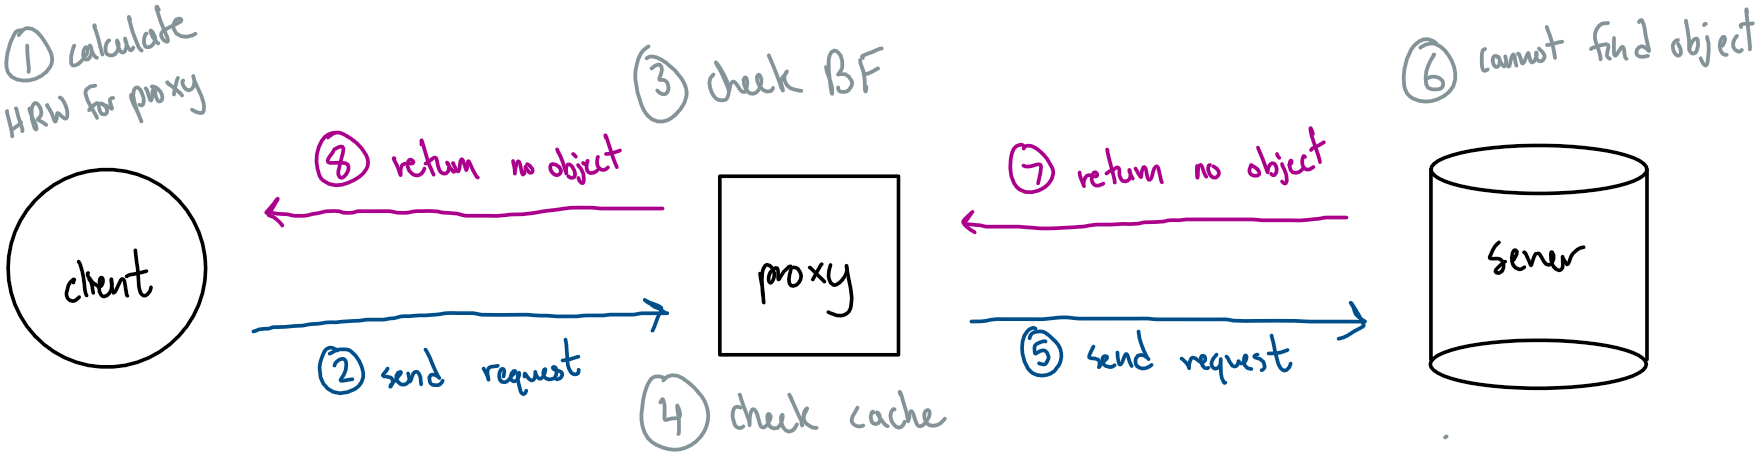 ① calculate
HRW for proxy
③ check BF
⑥ cannot find object
⑧ return no object
⑦ return no object
client
proxy
server
② send request
⑤ send request
④ check cache